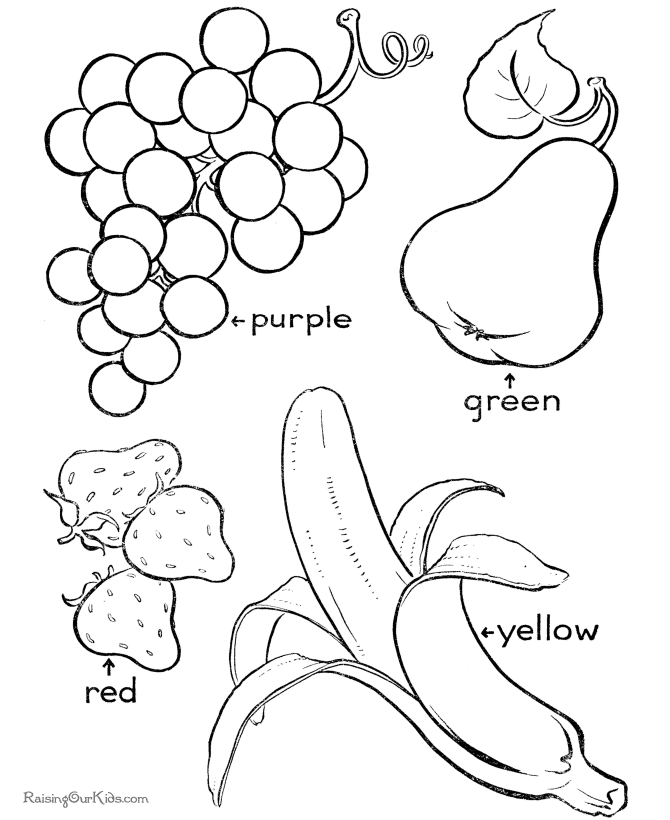 ←purple
↑
green
←yellow
↑
red
RaisingOurKids.com